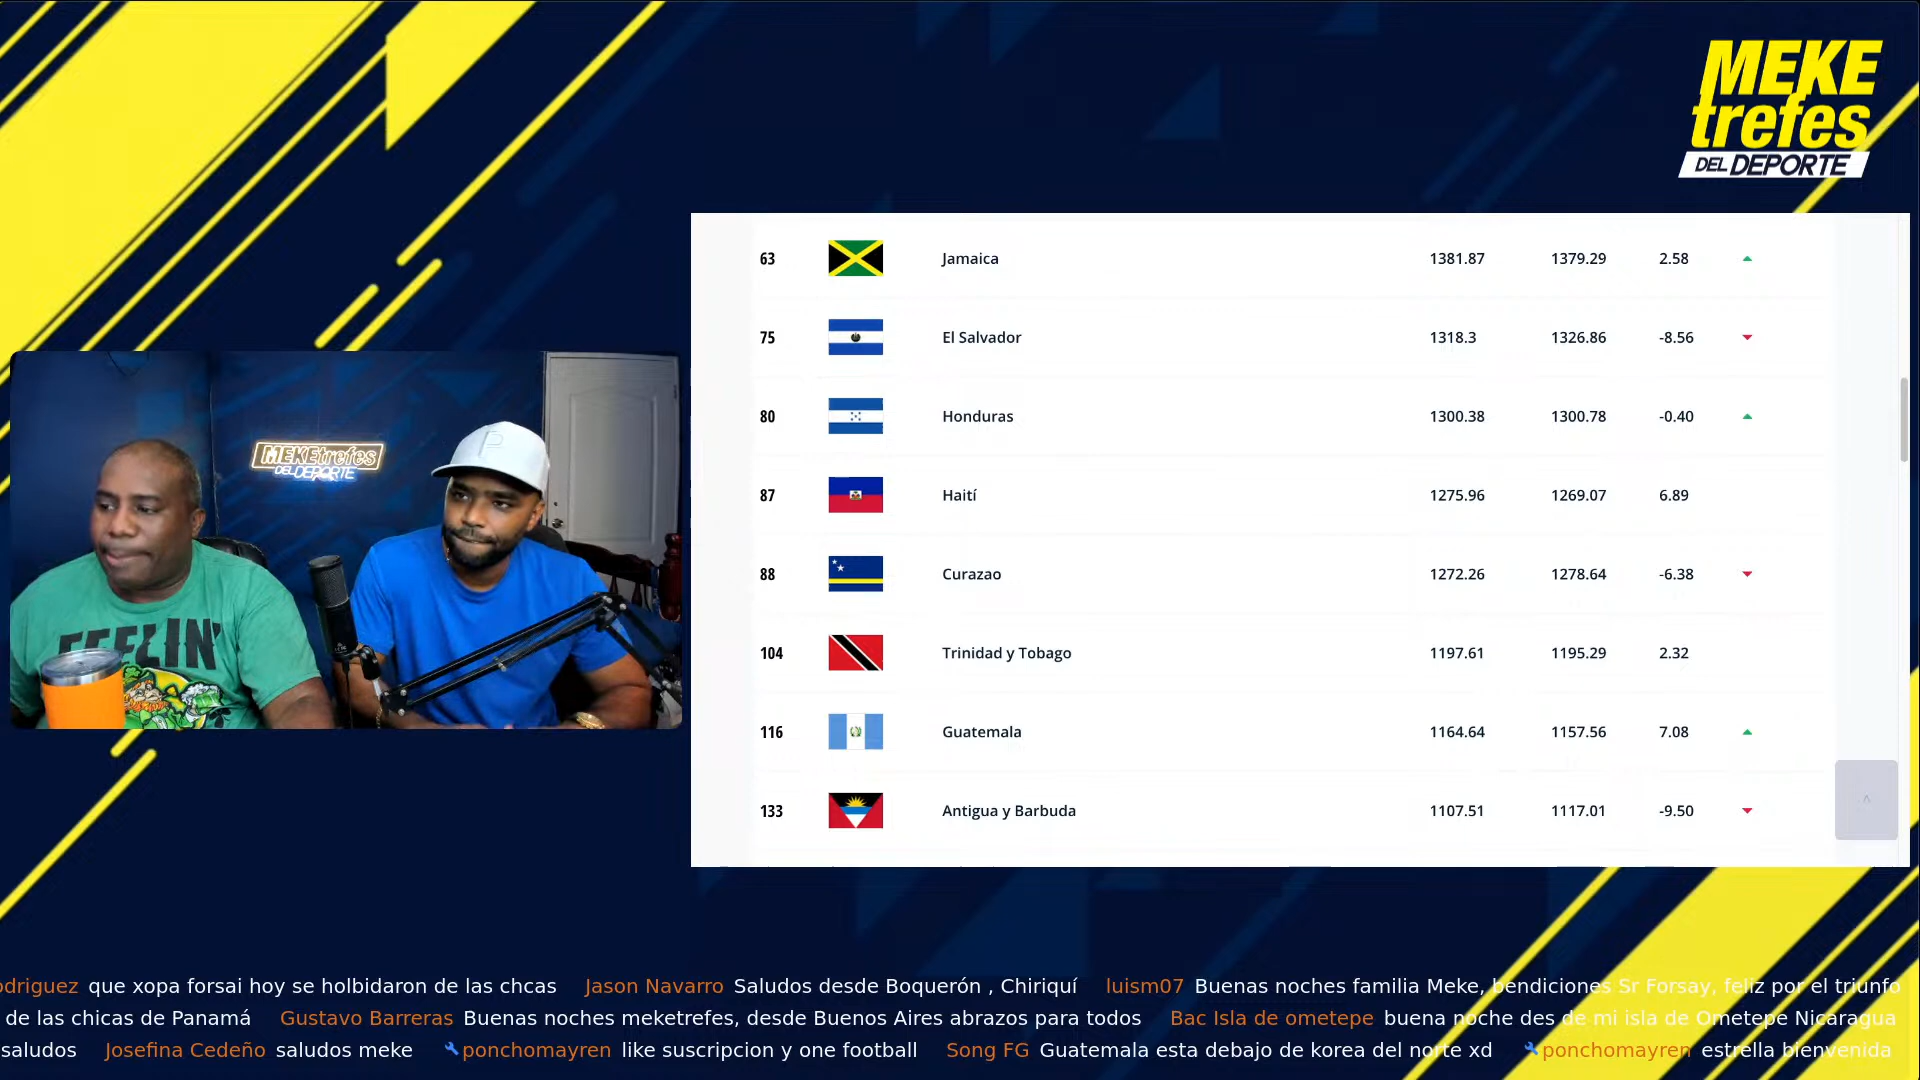 MEKE
trefes
DEL DEPORTE
63 Jamaica 1381.87 1379.29 2.58
75 El Salvador 1318.3 1326.86 -8.56
80 Honduras 1300.38 1300.78 -0.40
87 Haití 1275.96 1269.07 6.89
88 Curazao 1272.26 1278.64 -6.38
104 Trinidad y Tobago 1197.61 1195.29 2.32
116 Guatemala 1164.64 1157.56 7.08
133 Antigua y Barbuda 1107.51 1117.01 -9.50
MEKEtrefes
DEL DEPORTE
FEELIN'
odriguez que xopa forsai hoy se holbidaron de las chcas Jason Navarro Saludos desde Boquerón , Chiriquí luism07 Buenas noches familia Meke, bendiciones Sr Forsay, feliz por el triunfo
de las chicas de Panamá Gustavo Barreras Buenas noches meketrefes, desde Buenos Aires abrazos para todos Bac Isla de ometepe buena noche des de mi isla de Ometepe Nicaragua
saludos Josefina Cedeño saludos meke ponchomayren like suscripcion y one football Song FG Guatemala esta debajo de korea del norte xd ponchomayren estrella bienvenida